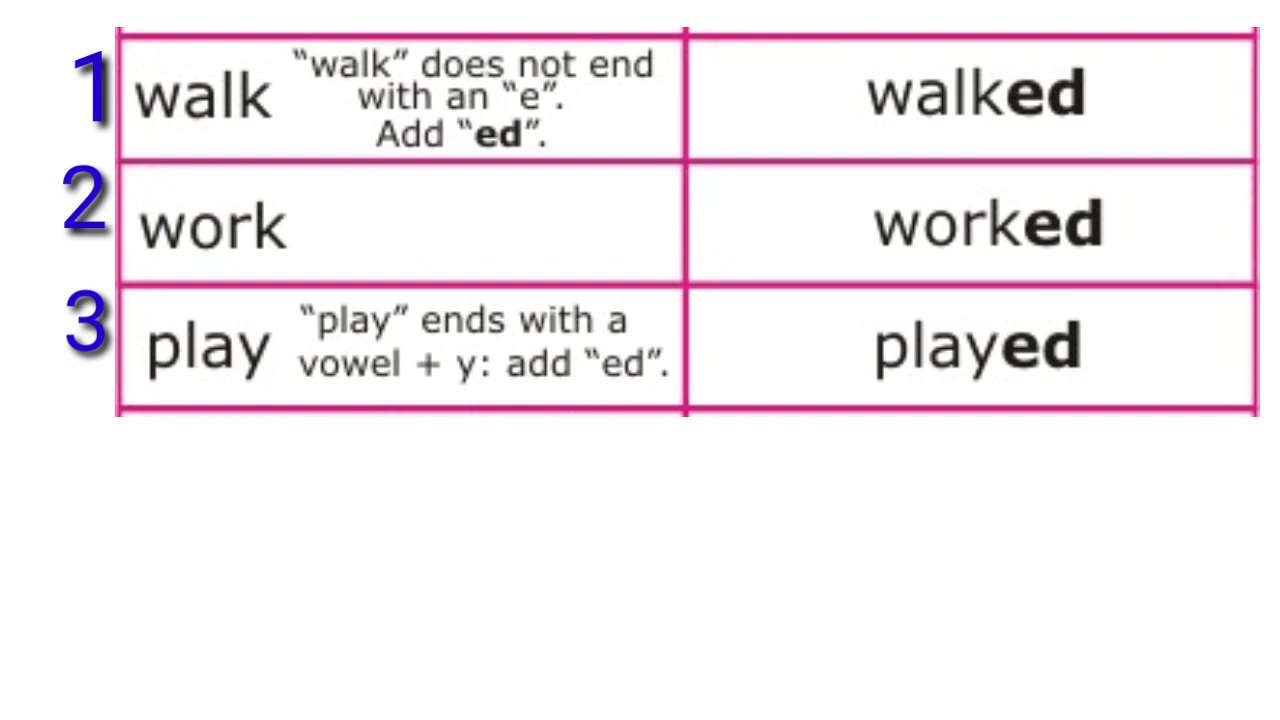 1 walk "walk" does not end
with an "e".
Add "ed".
walked
2 work worked
3 play "play" ends with a
vowel + y: add "ed".
played